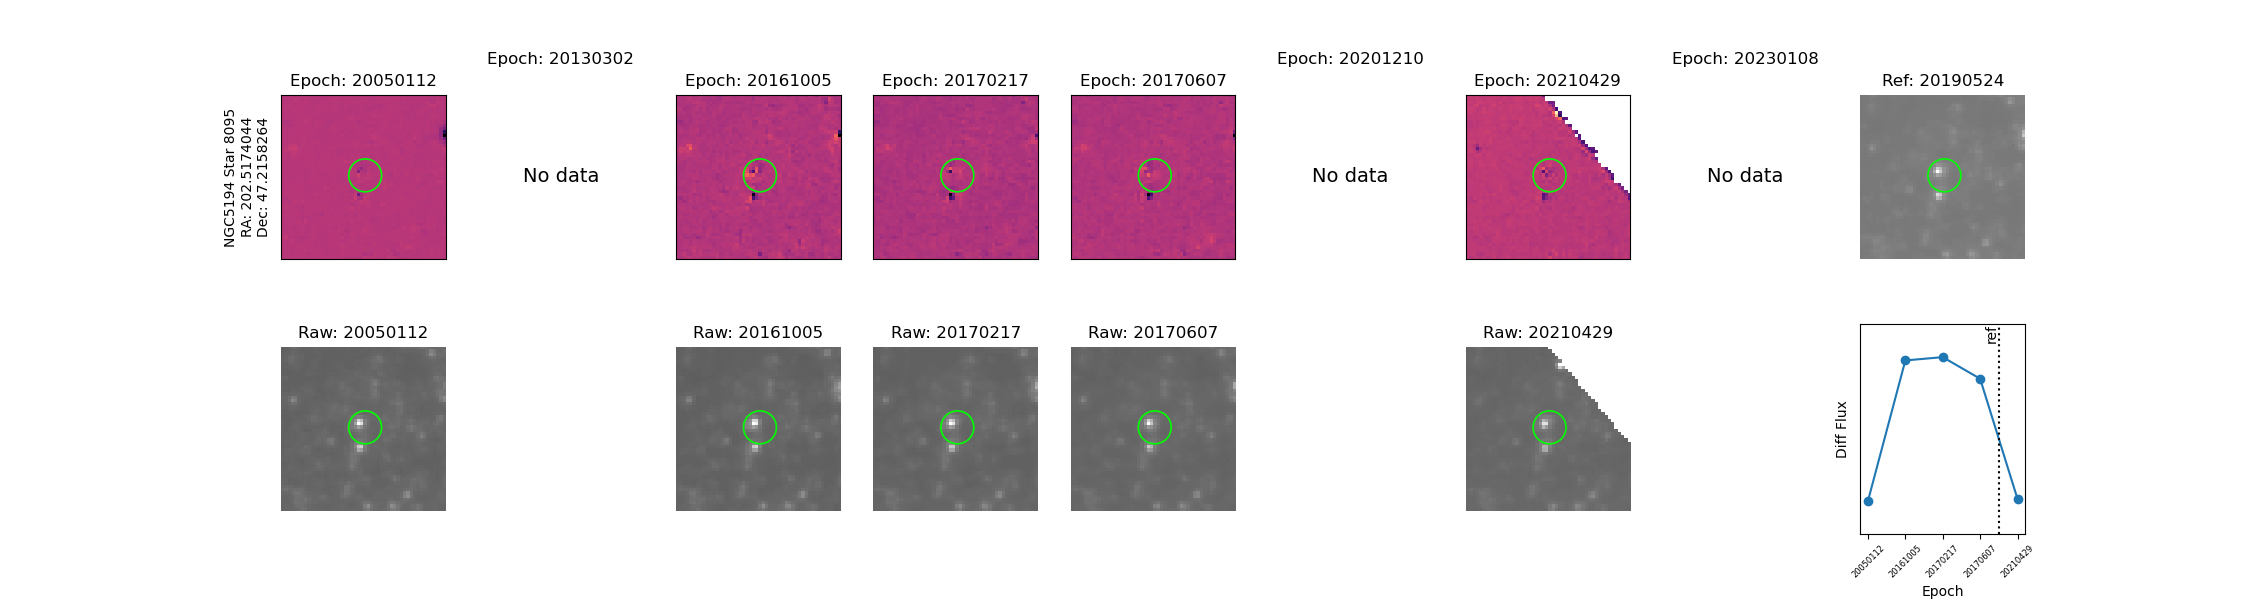 Epoch: 20050112
Epoch: 20130302
Epoch: 20161005
Epoch: 20170217
Epoch: 20170607
Epoch: 20201210
Epoch: 20210429
Epoch: 20230108
Ref: 20190524
NGC5194 Star 8095
RA: 202.5174044
Dec: 47.2158264
No data
No data
No data
Raw: 20050112
Raw: 20161005
Raw: 20170217
Raw: 20170607
Raw: 20210429
ref
Diff Flux
20050112
20161005
20170217
20170607
20210429
Epoch